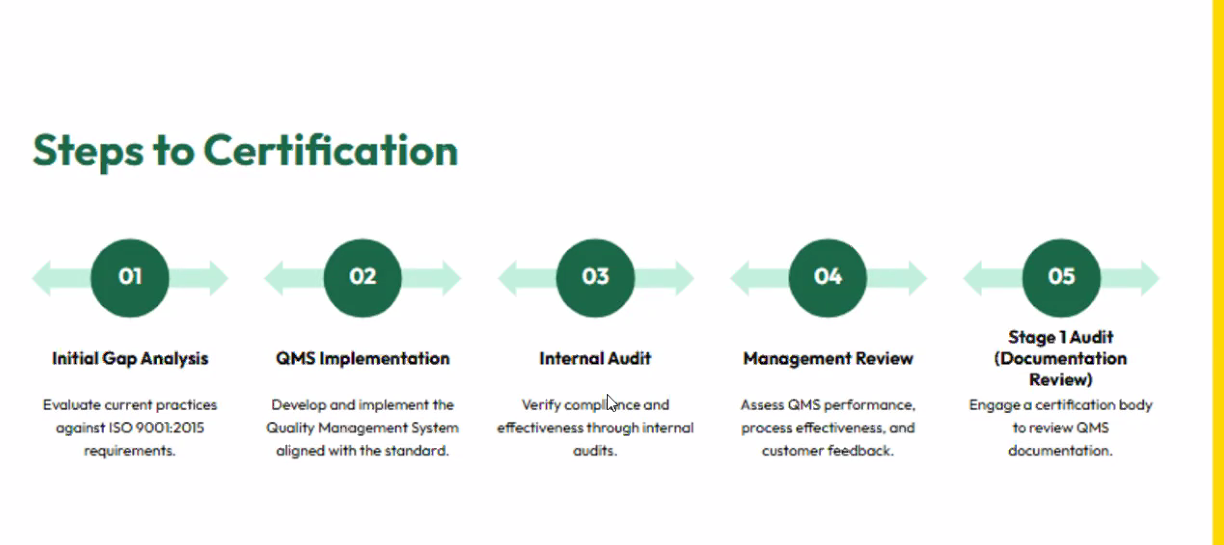 Steps to Certification
01
02
03
04
05
Initial Gap Analysis
Evaluate current practices
against ISO 9001:2015
requirements.
QMS Implementation
Develop and implement the
Quality Management System
aligned with the standard.
Internal Audit
Verify compliance and
effectiveness through internal
audits.
Management Review
Assess QMS performance,
process effectiveness, and
customer feedback.
Stage 1 Audit
(Documentation
Review)
Engage a certification body
to review QMS
documentation.